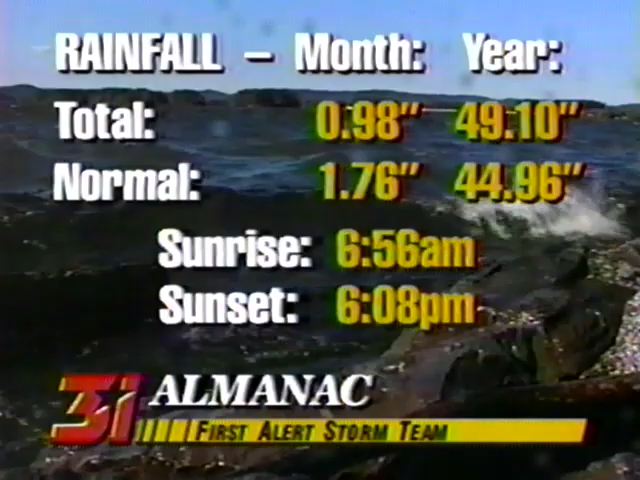 RAINFALL – Month: Year:
Total: 0.98" 49.10"
Normal: 1.76" 44.96"
Sunrise: 6:56am
Sunset: 6:08pm
31 ALMANAC
FIRST ALERT STORM TEAM